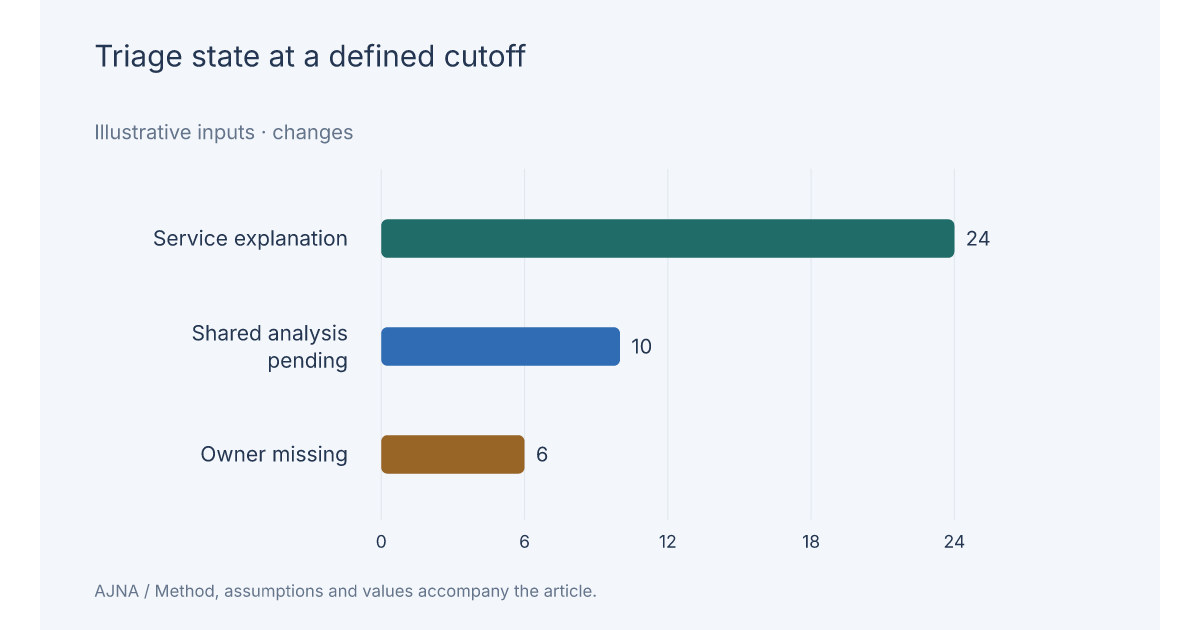 Triage state at a defined cutoff
Illustrative inputs · changes
Service explanation
24
Shared analysis
pending
10
Owner missing
6
0 6 12 18 24
AJNA / Method, assumptions and values accompany the article.